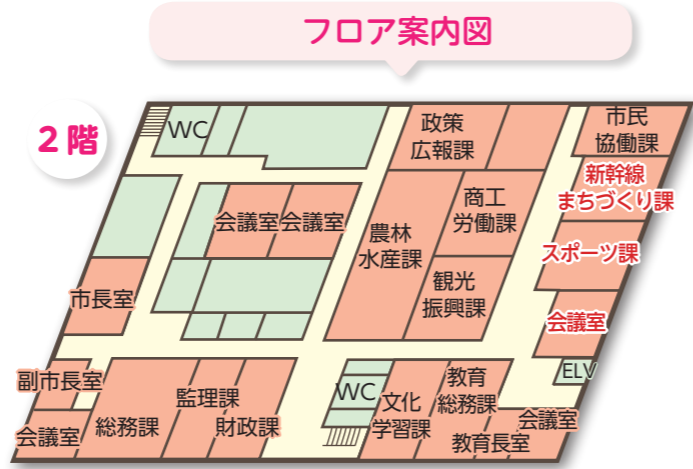 フロア案内図
2階
WC
政策
広報課
市民
協働課
新幹線
まちづくり課
会議室
会議室
農林
水産課
商工
労働課
スポーツ課
市長室
観光
振興課
会議室
副市長室
会議室
総務課
監理課
財政課
WC
文化
学習課
教育
総務課
教育長室
会議室
ELV